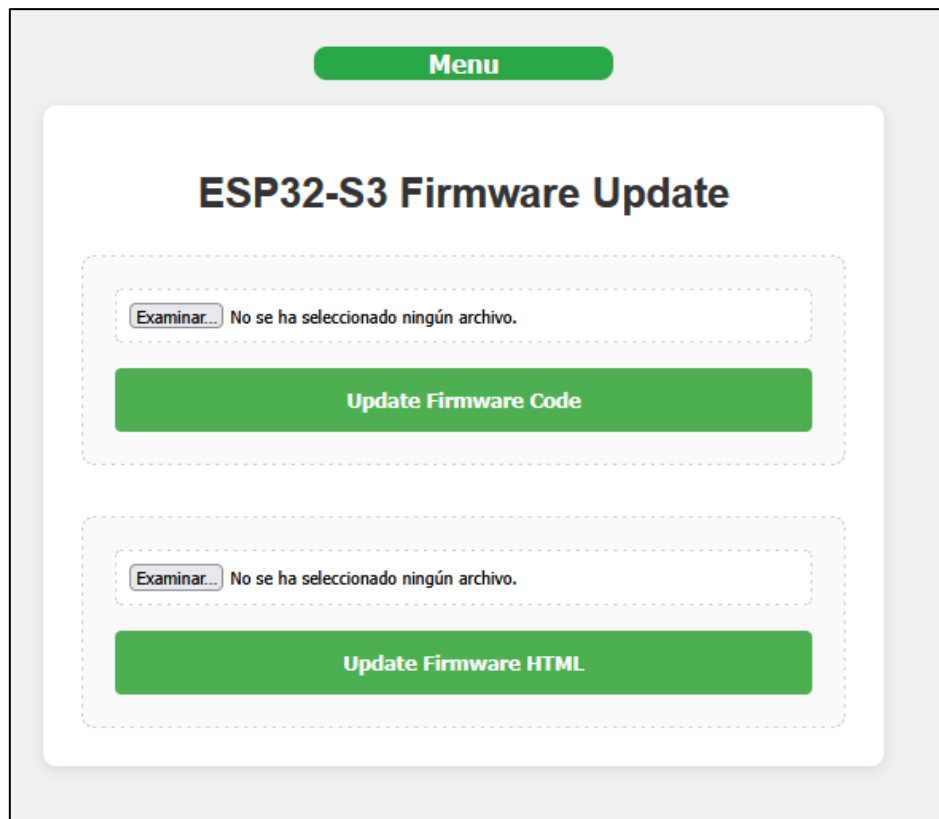 Menu
ESP32-S3 Firmware Update
Examinar... No se ha seleccionado ningún archivo.
Update Firmware Code
Examinar... No se ha seleccionado ningún archivo.
Update Firmware HTML